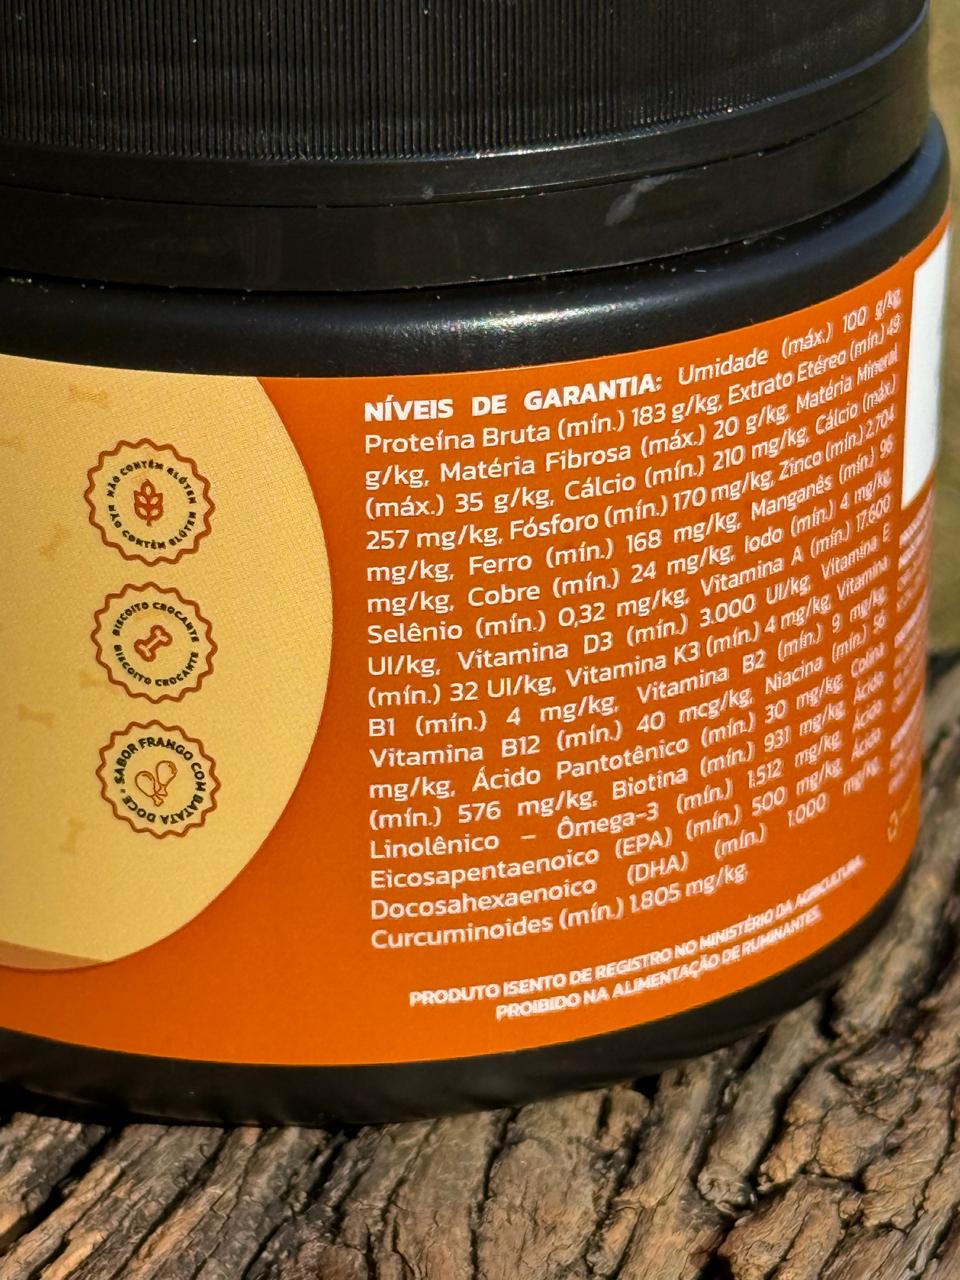 NÃO CONTÉM GLÚTEN NÃO CONTÉM GLÚTEN
BISCOITO CROCANTE BISCOITO CROCANTE
SABOR FRANGO COM BATATA DOCE
NÍVEIS DE GARANTIA: Umidade (máx.) 100 g/kg,
Proteína Bruta (mín.) 183 g/kg, Extrato Etéreo (mín.) 49
g/kg, Matéria Fibrosa (máx.) 20 g/kg, Matéria Mineral
(máx.) 35 g/kg, Cálcio (mín.) 210 mg/kg, Cálcio (máx.)
257 mg/kg, Fósforo (mín.) 170 mg/kg, Zinco (mín.) 2.704
mg/kg, Ferro (mín.) 168 mg/kg, Manganês (mín.) 96
mg/kg, Cobre (mín.) 24 mg/kg, Iodo (mín.) 4 mg/kg,
Selênio (mín.) 0,32 mg/kg, Vitamina A (mín.) 17.600
UI/kg, Vitamina D3 (mín.) 3.000 UI/kg, Vitamina E
(mín.) 32 UI/kg, Vitamina K3 (mín.) 4 mg/kg, Vitamina
B1 (mín.) 4 mg/kg, Vitamina B2 (mín.) 9 mg/kg,
Vitamina B12 (mín.) 40 mcg/kg, Niacina (mín.) 56
mg/kg, Ácido Pantotênico (mín.) 30 mg/kg, Colina
(mín.) 576 mg/kg, Biotina (mín.) 931 mg/kg, Ácido
Linolênico – Ômega-3 (mín.) 1.512 mg/kg, Ácido
Eicosapentaenoico (EPA) (mín.) 500 mg/kg, Ácido
Docosahexaenoico (DHA) (mín.) 1.000 mg/kg,
Curcuminoides (mín.) 1.805 mg/kg.
PRODUTO ISENTO DE REGISTRO NO MINISTÉRIO DA AGRICULTURA.
PROIBIDO NA ALIMENTAÇÃO DE RUMINANTES.